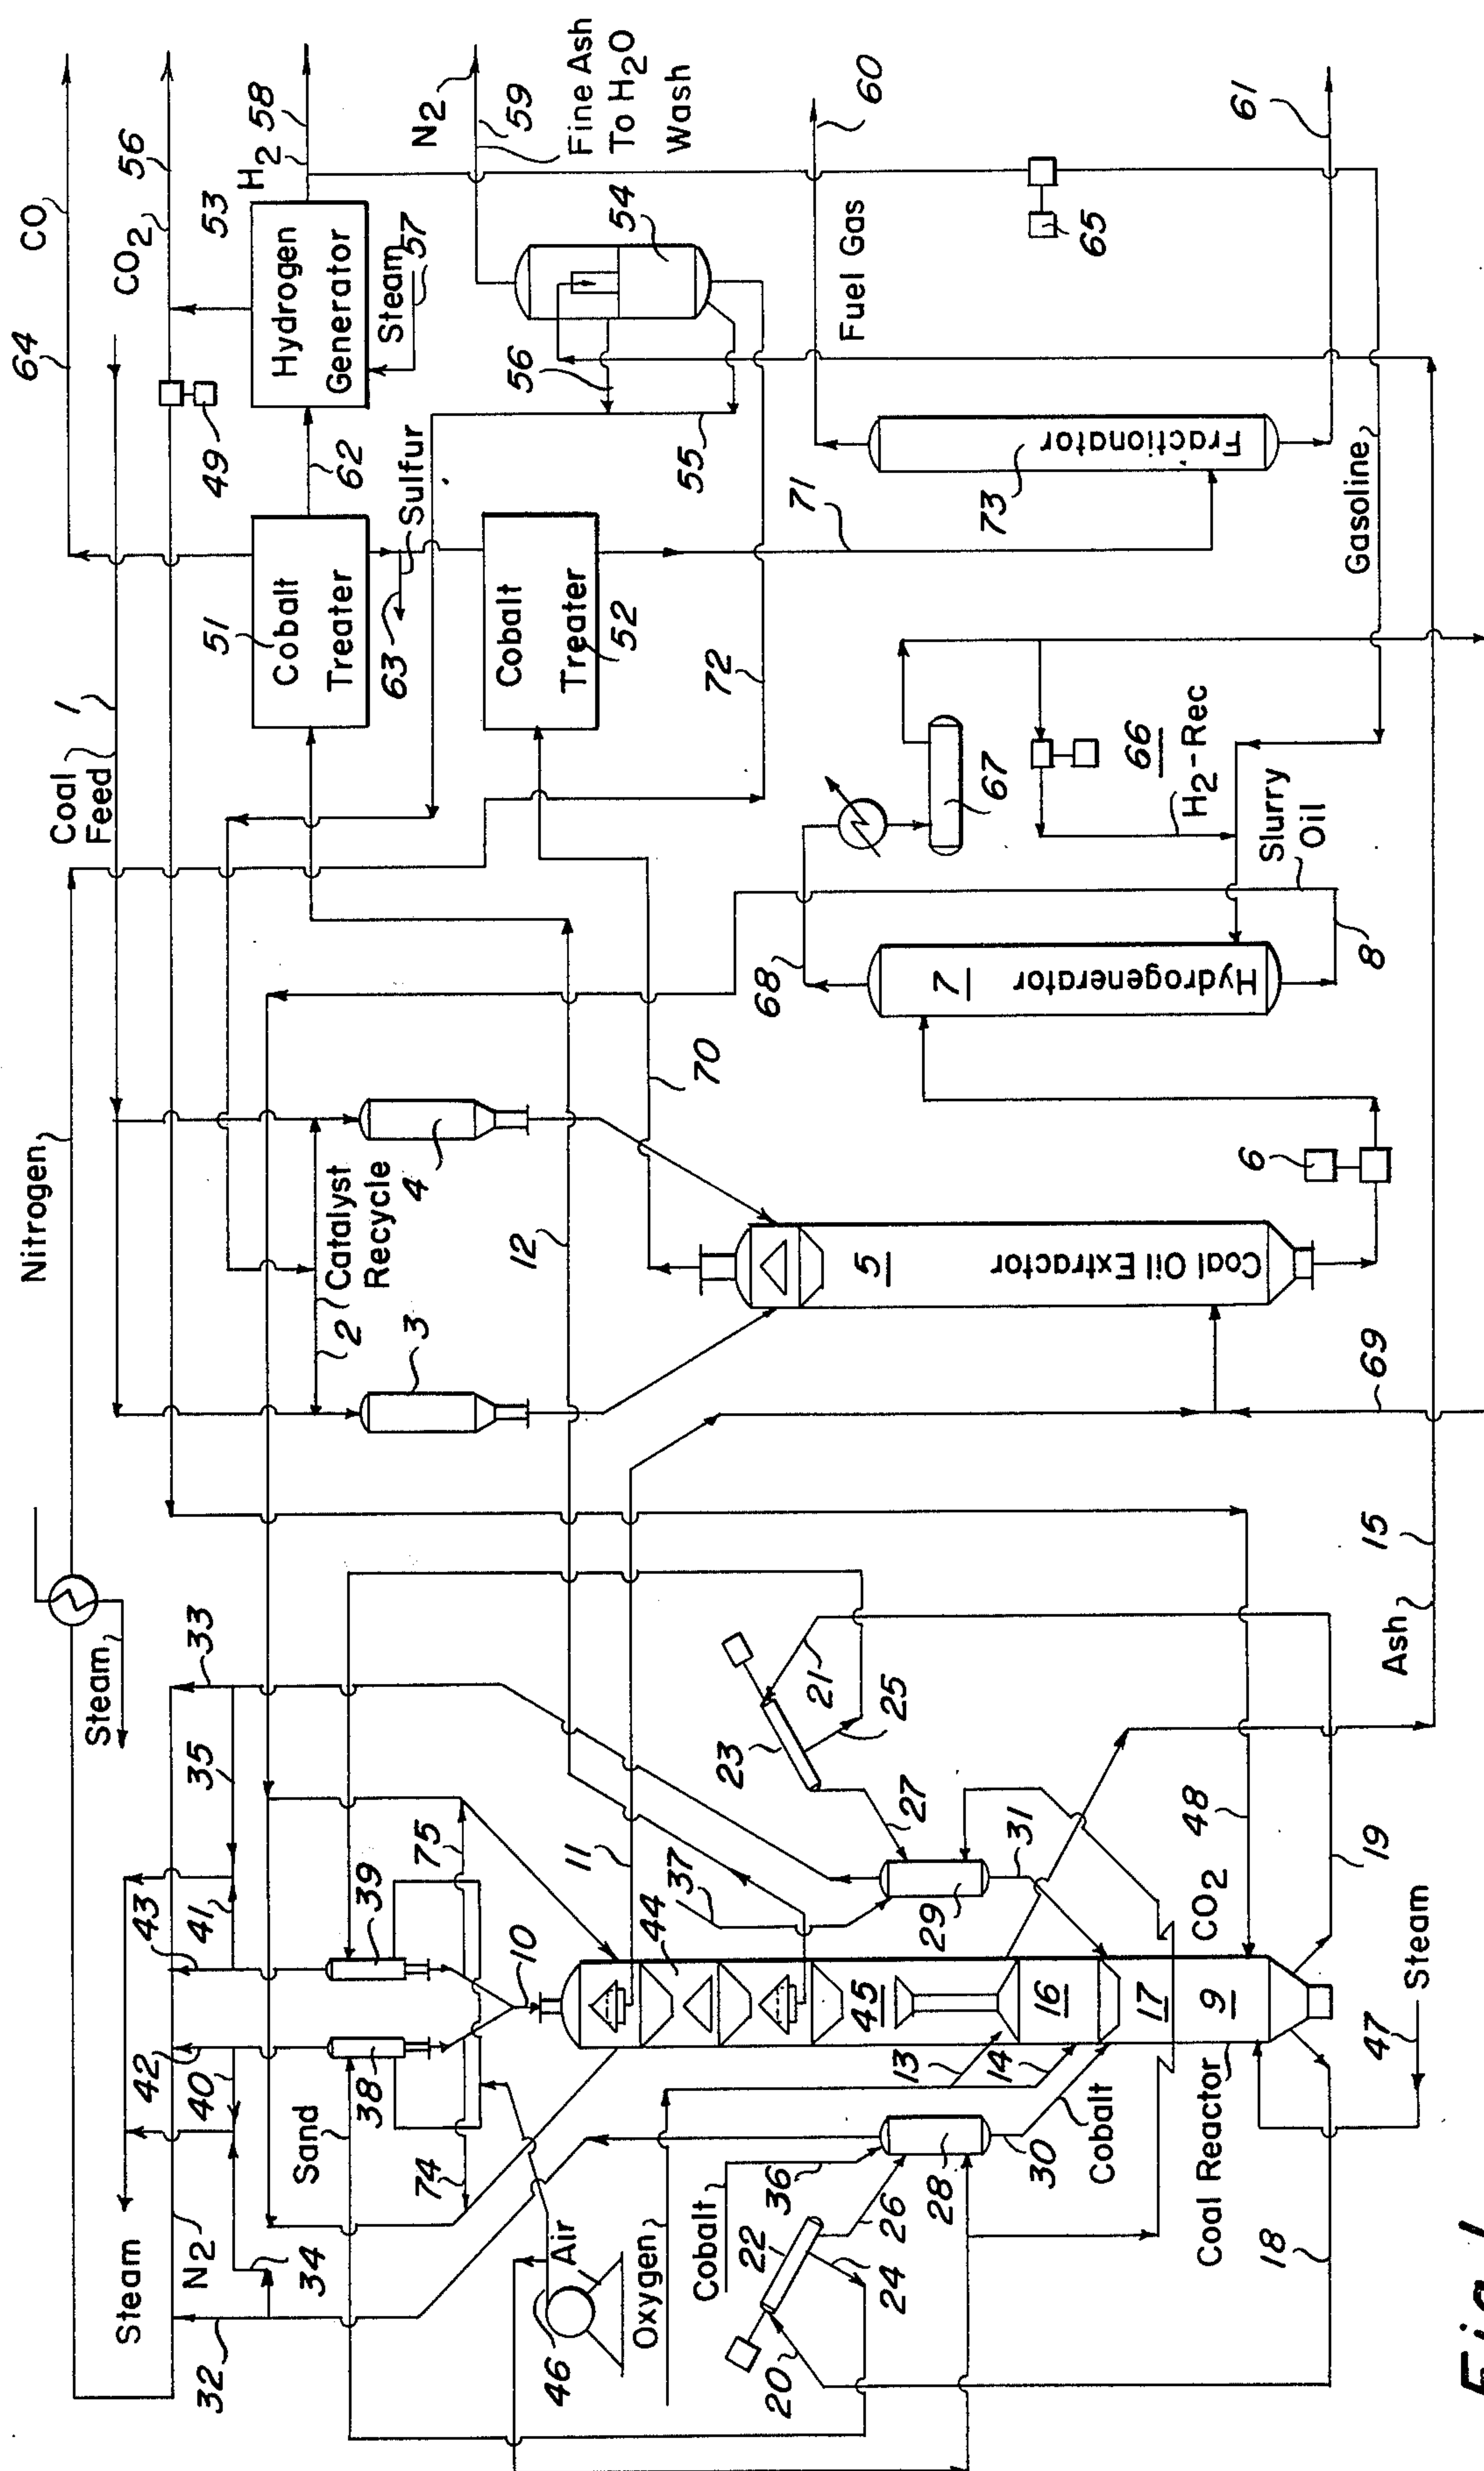 64
CO
CO2
56
Coal
Feed
1
49
53
H2
58
Hydrogen
Generator
Steam
57
N2
59
Fine Ash
To H2O
Wash
51
Cobalt
Treater
62
63
Sulfur
Cobalt
Treater
52
54
56
55
72
71
60
Fuel Gas
65
61
73
Fractionator
Gasoline
Nitrogen
2
Catalyst
Recycle
3
4
12
70
5
Coal Oil Extractor
6
7
Hydrogenerator
68
67
66
H2-Rec
Slurry
Oil
8
69
15
Ash
Steam
33
35
43
41
39
75
10
Steam
N2
42
40
34
32
Sand
38
74
46
Air
Oxygen
Cobalt
36
22
26
24
20
28
30
Cobalt
11
37
44
45
13
14
16
17
9
Coal Reactor
23
21
25
27
29
31
48
CO2
19
Steam
47
18
Fig. 1